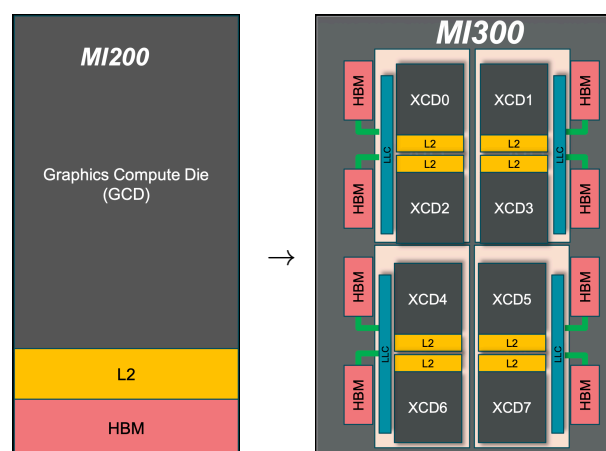 MI200
Graphics Compute Die
(GCD)
L2
HBM
→
MI300
HBM
XCD0
XCD1
HBM
LLC
L2
L2
LLC
L2
L2
HBM
XCD2
XCD3
HBM
HBM
XCD4
XCD5
HBM
LLC
L2
L2
LLC
L2
L2
HBM
XCD6
XCD7
HBM